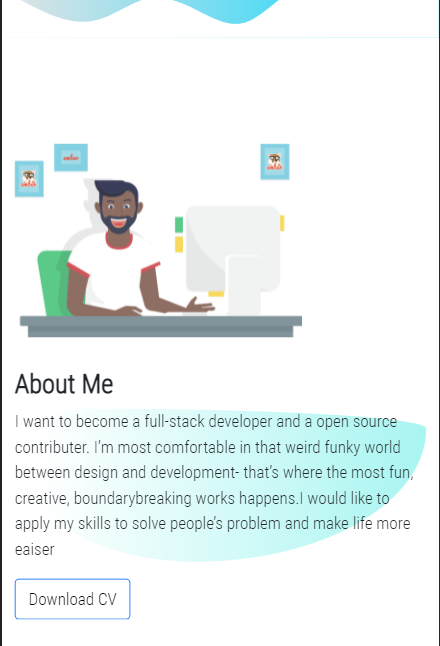 About Me
I want to become a full-stack developer and a open source
contributer. I'm most comfortable in that weird funky world
between design and development- that's where the most fun,
creative, boundarybreaking works happens.I would like to
apply my skills to solve people's problem and make life more
eaiser
Download CV